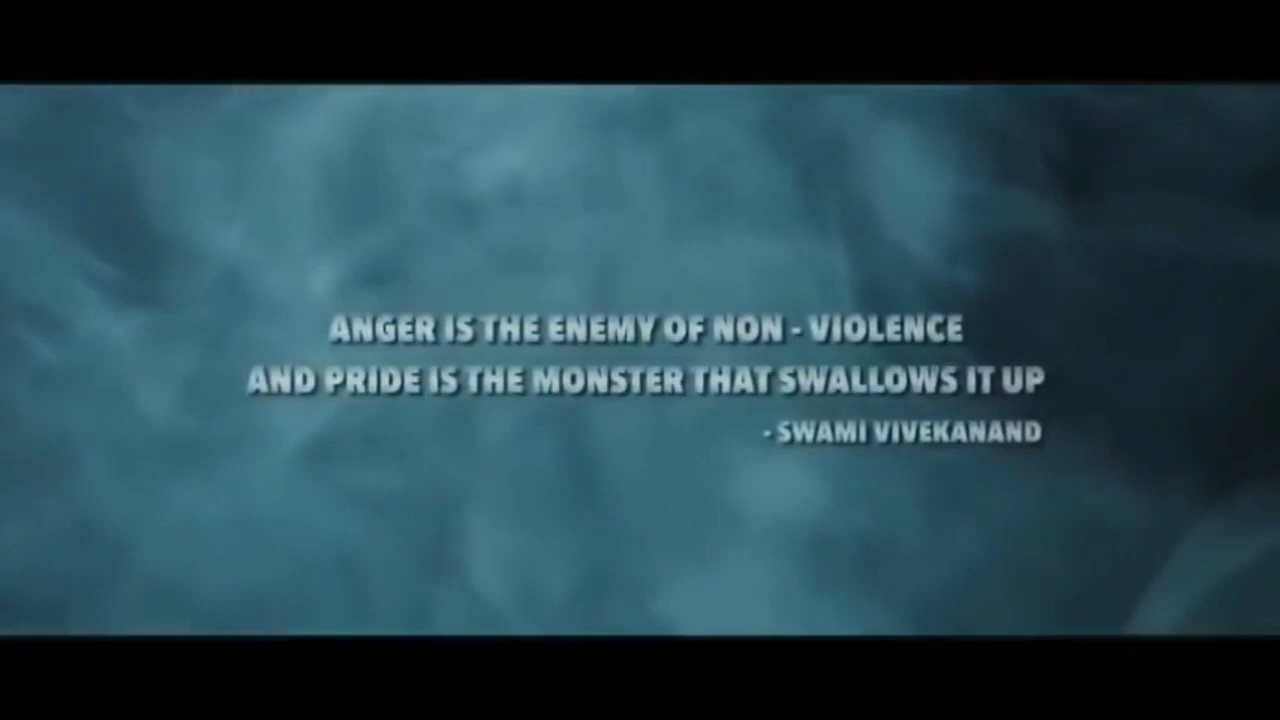 ANGER IS THE ENEMY OF NON - VIOLENCE
AND PRIDE IS THE MONSTER THAT SWALLOWS IT UP
- SWAMI VIVEKANAND